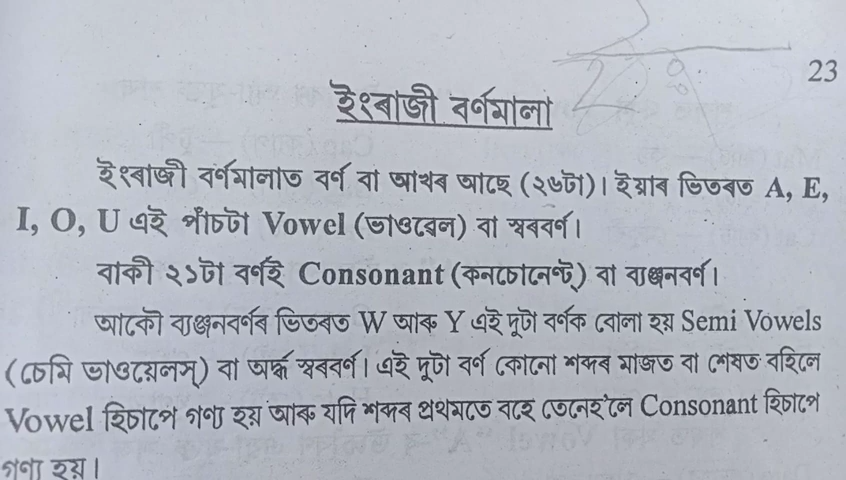 23
ইংৰাজী বৰ্ণমালা
ইংৰাজী বৰ্ণমালাত বৰ্ণ বা আখৰ আছে (২৬টা)। ইয়াৰ ভিতৰত A, E,
I, O, U এই পাঁচটা Vowel (ভাওৱেল) বা স্বৰবৰ্ণ।
বাকী ২১টা বৰ্ণই Consonant (কনচোনেন্ট্) বা ব্যঞ্জনবৰ্ণ।
আকৌ ব্যঞ্জনবৰ্ণৰ ভিতৰত W আৰু Y এই দুটা বৰ্ণক বোলা হয় Semi Vowels
(চেমি ভাওয়েলস্) বা অৰ্দ্ধ স্বৰবৰ্ণ। এই দুটা বৰ্ণ কোনো শব্দৰ মাজত বা শেষত বহিলে
Vowel হিচাপে গণ্য হয় আৰু যদি শব্দৰ প্ৰথমতে বহে তেনেহ'লে Consonant হিচাপে
গণ্য হয়।